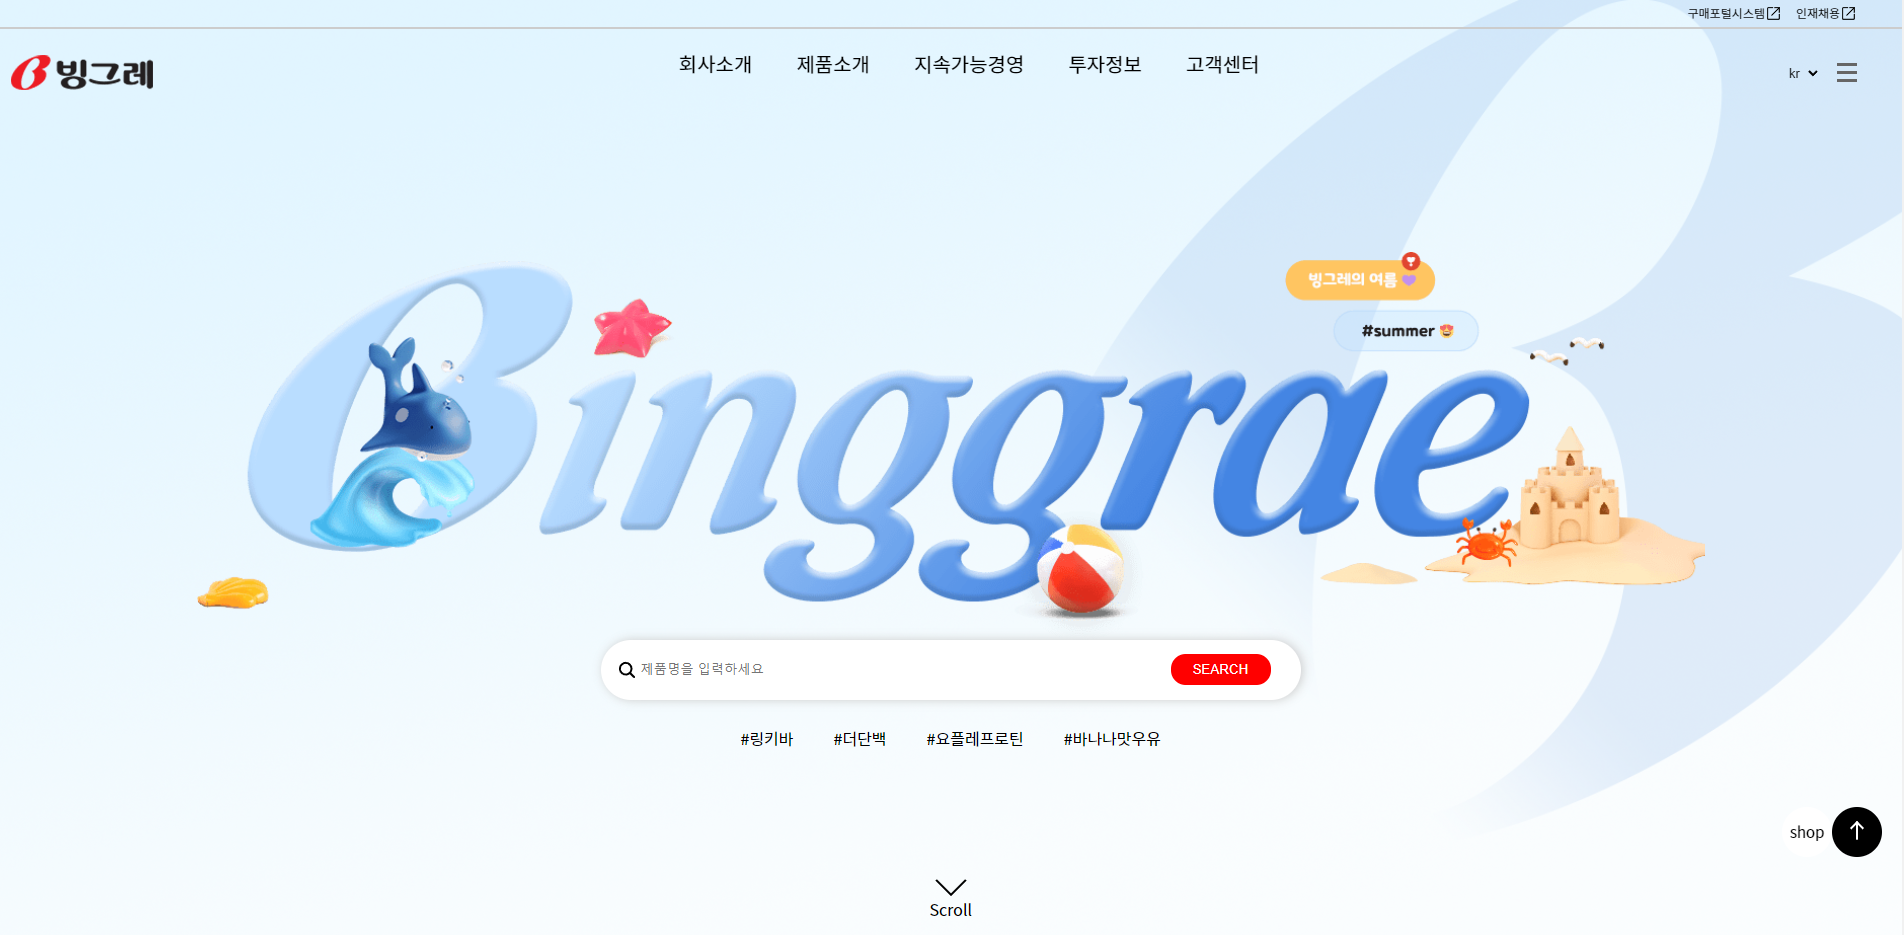 구매포털시스템 인재채용
빙그레
회사소개 제품소개 지속가능경영 투자정보 고객센터
kr
빙그레의 여름
#summer
Binggrae
제품명을 입력하세요
SEARCH
#링키바 #더단백 #요플레프로틴 #바나나맛우유
shop
Scroll